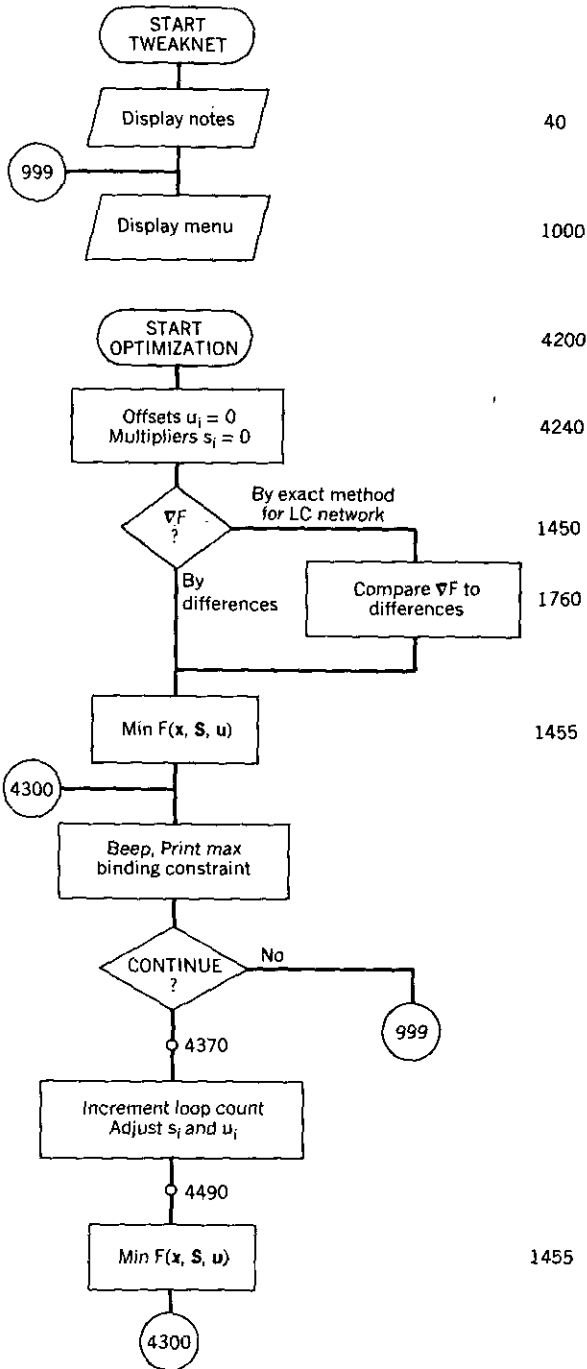 START
TWEAKNET
Display notes
40
999
Display menu
1000
START
OPTIMIZATION
4200
Offsets uᵢ = 0
Multipliers sᵢ = 0
4240
∇F
?
By exact method
for LC network
1450
By
differences
Compare ∇F to
differences
1760
Min F(x, S, u)
1455
4300
Beep, Print max
binding constraint
CONTINUE
?
No
999
4370
Increment loop count
Adjust sᵢ and uᵢ
4490
Min F(x, S, u)
1455
4300